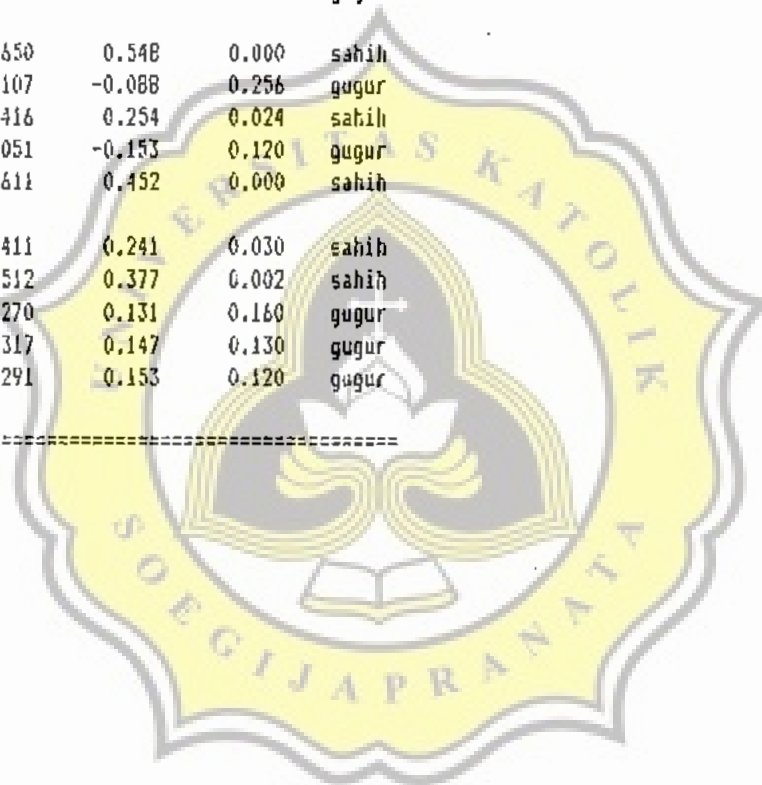 650 0.548 0.000 sahih
107 -0.088 0.256 gugur
416 0.254 0.024 sahih
051 -0.153 0.120 gugur
611 0.452 0.000 sahih
411 0.241 0.030 sahih
512 0.377 0.002 sahih
270 0.131 0.160 gugur
317 0.147 0.130 gugur
291 0.153 0.120 gugur
==================================
UNIVERSITAS KATOLIK
SOEGIJAPRANATA